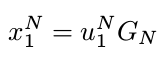 $x_1^N = u_1^N G_N$